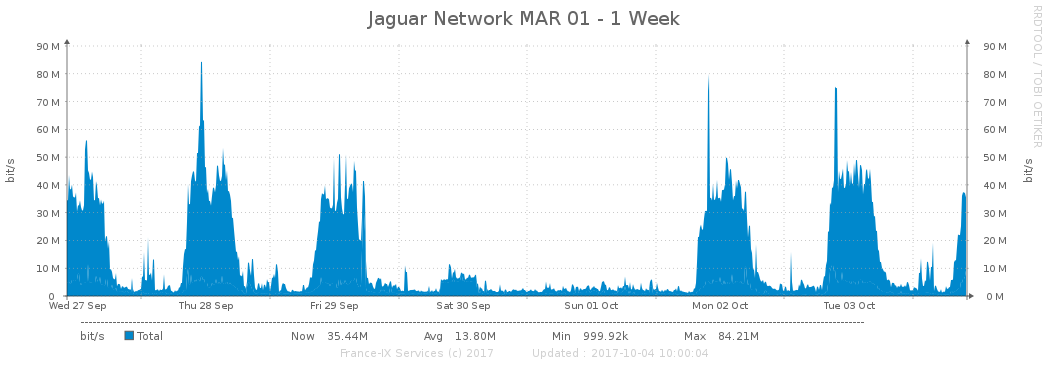 Jaguar Network MAR 01 - 1 Week
RRDTOOL / TOBI OETIKER
90 M 90 M
80 M 80 M
70 M 70 M
60 M 60 M
50 M 50 M
40 M 40 M
30 M 30 M
20 M 20 M
10 M 10 M
0 0 M
bit/s
bit/s
Wed 27 Sep Thu 28 Sep Fri 29 Sep Sat 30 Sep Sun 01 Oct Mon 02 Oct Tue 03 Oct
bit/s Total Now 35.44M Avg 13.80M Min 999.92k Max 84.21M
France-IX Services (c) 2017 Updated : 2017-10-04 10:00:04